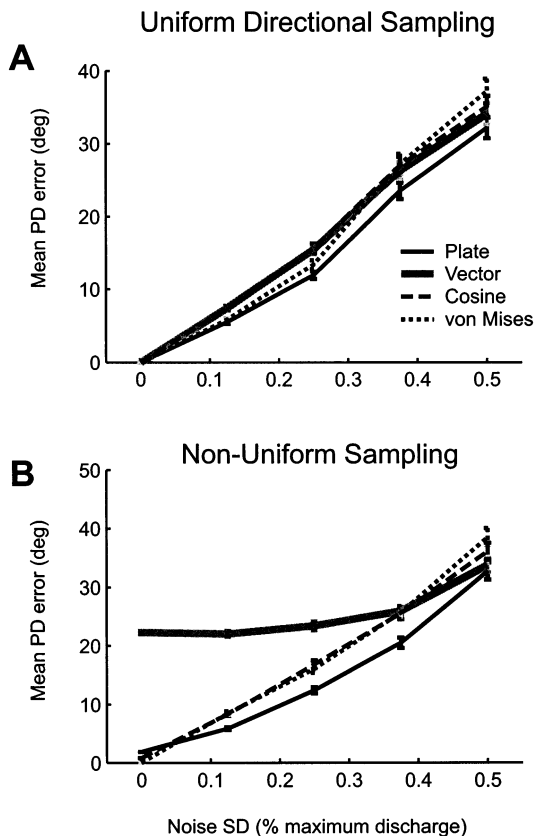 Uniform Directional Sampling
A
Mean PD error (deg)
40
30
20
10
0
Plate
Vector
Cosine
von Mises
0 0.1 0.2 0.3 0.4 0.5
Non-Uniform Sampling
B
Mean PD error (deg)
50
40
30
20
10
0
0 0.1 0.2 0.3 0.4 0.5
Noise SD (% maximum discharge)